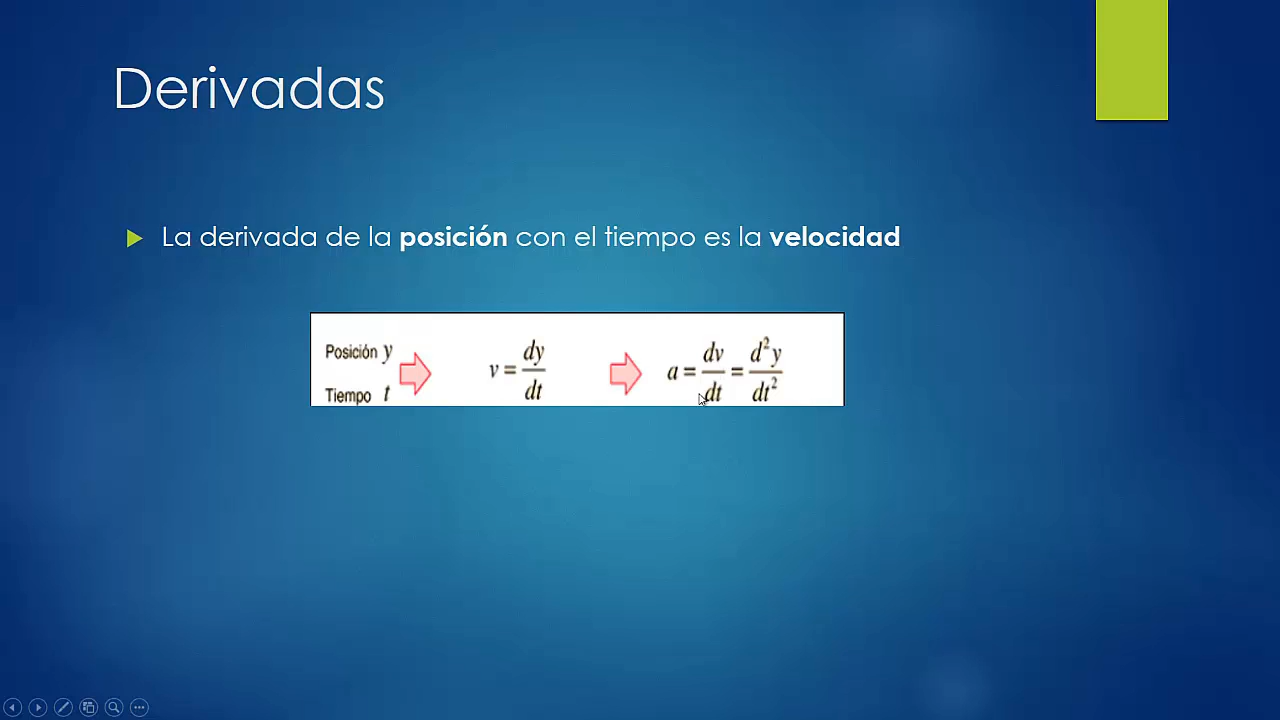 Derivadas
La derivada de la posición con el tiempo es la velocidad
Posición y
Tiempo t
v = dy/dt
a = dv/dt = d²y/dt²